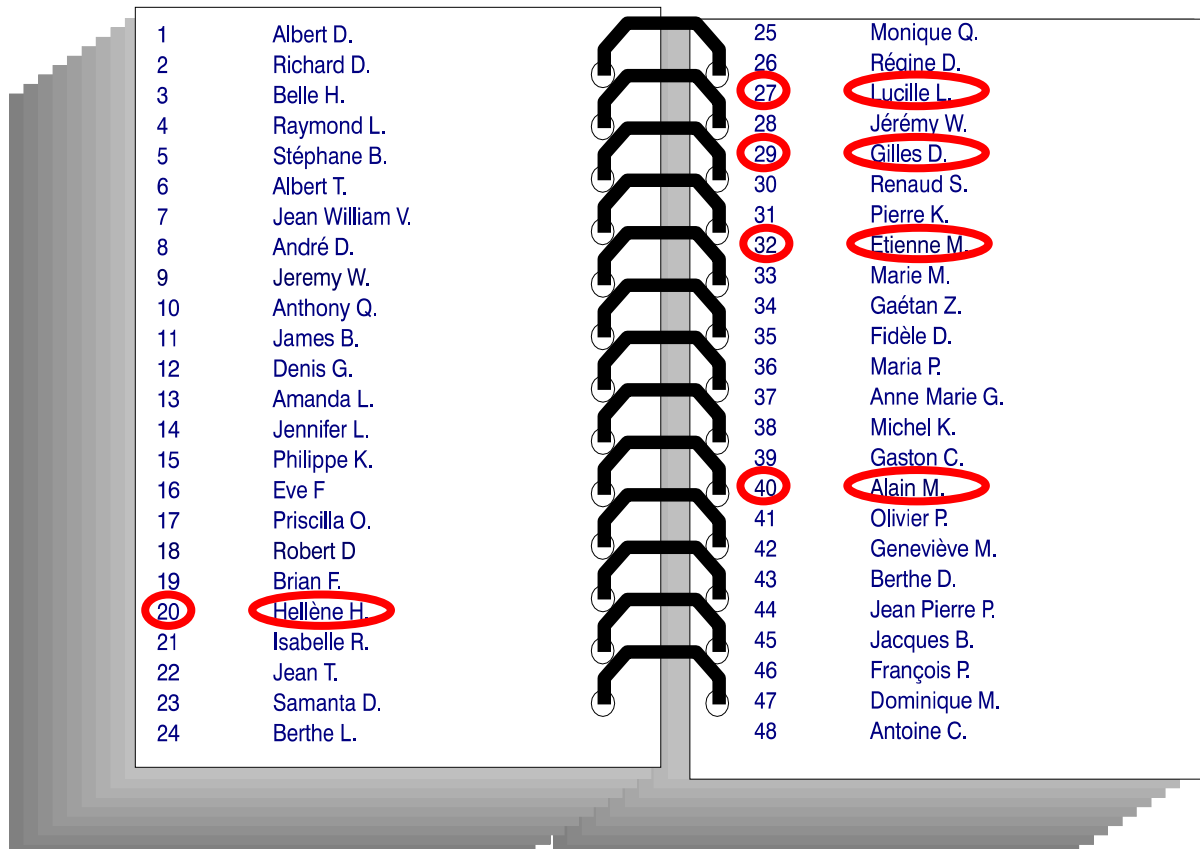 1 Albert D.
2 Richard D.
3 Belle H.
4 Raymond L.
5 Stéphane B.
6 Albert T.
7 Jean William V.
8 André D.
9 Jeremy W.
10 Anthony Q.
11 James B.
12 Denis G.
13 Amanda L.
14 Jennifer L.
15 Philippe K.
16 Eve F
17 Priscilla O.
18 Robert D
19 Brian F.
20 Hellène H.
21 Isabelle R.
22 Jean T.
23 Samanta D.
24 Berthe L.
25 Monique Q.
26 Régine D.
27 Lucille L.
28 Jérémy W.
29 Gilles D.
30 Renaud S.
31 Pierre K.
32 Etienne M.
33 Marie M.
34 Gaétan Z.
35 Fidèle D.
36 Maria P.
37 Anne Marie G.
38 Michel K.
39 Gaston C.
40 Alain M.
41 Olivier P.
42 Geneviève M.
43 Berthe D.
44 Jean Pierre P.
45 Jacques B.
46 François P.
47 Dominique M.
48 Antoine C.